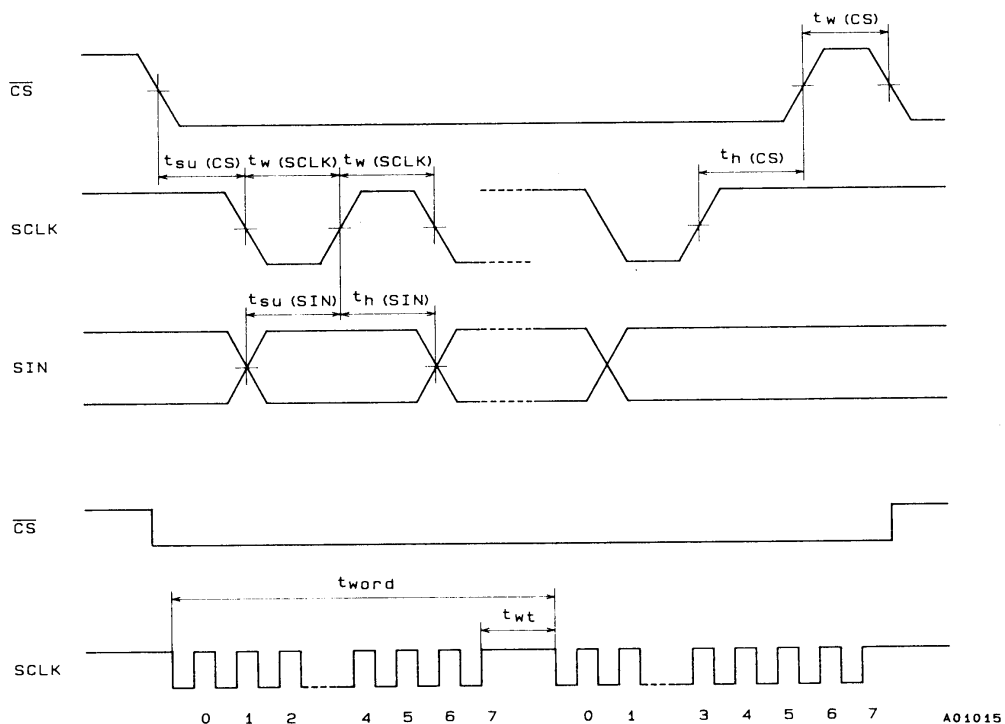 tw (CS)
CS
tsu (CS) tw (SCLK) tw (SCLK)
th (CS)
SCLK
tsu (SIN) th (SIN)
SIN
CS
tword
twt
SCLK
0 1 2 4 5 6 7 0 1 3 4 5 6 7
A01015